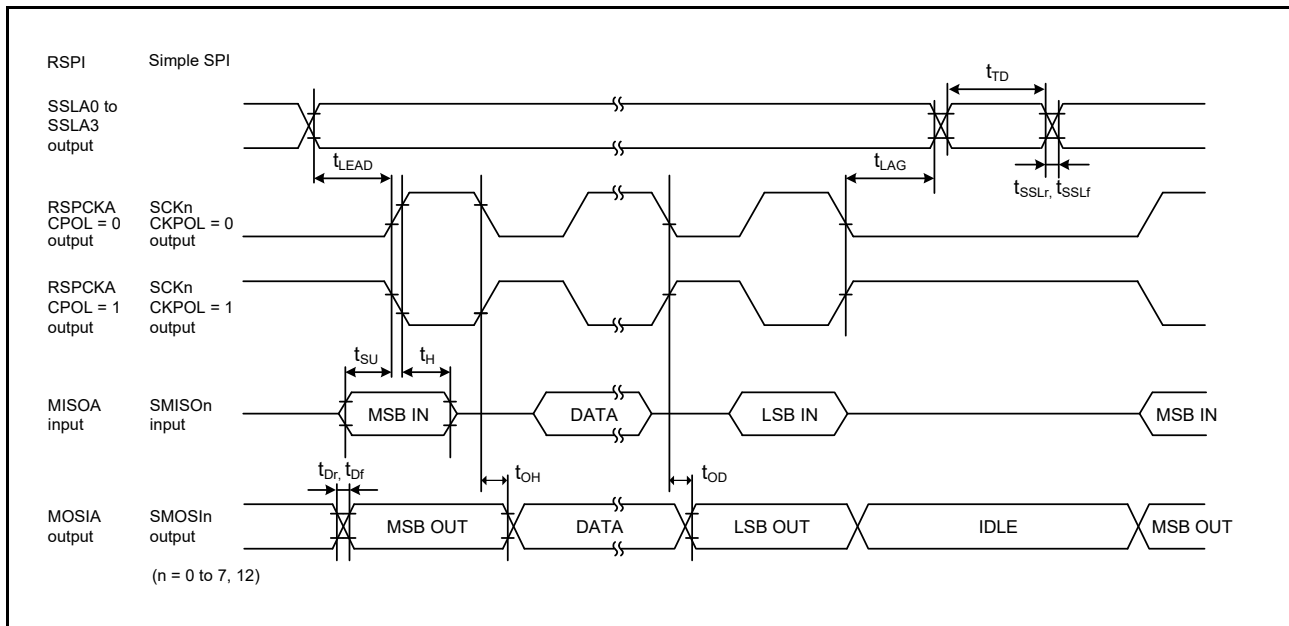 RSPI Simple SPI
SSLA0 to
SSLA3
output
tTD
tLEAD
tLAG
tSSLr, tSSLf
RSPCKA SCKn
CPOL = 0 CKPOL = 0
output output
RSPCKA SCKn
CPOL = 1 CKPOL = 1
output output
tSU tH
MISOA SMISOn
input input
MSB IN DATA LSB IN MSB IN
tDr, tDf tOH tOD
MOSIA SMOSIn
output output
MSB OUT DATA LSB OUT IDLE MSB OUT
(n = 0 to 7, 12)